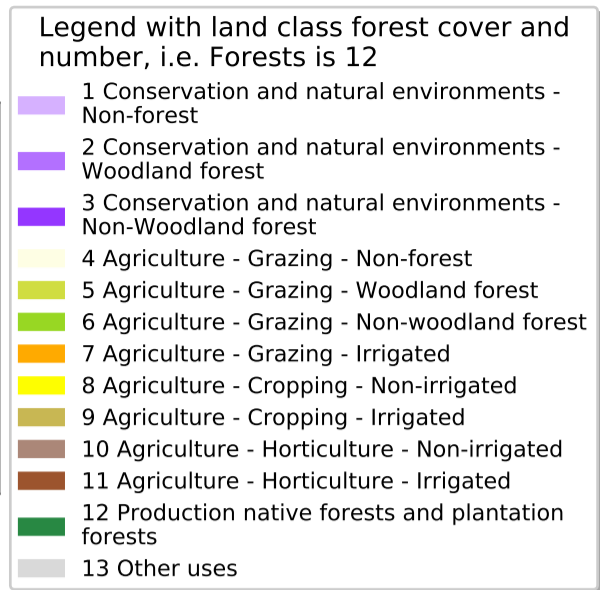 Legend with land class forest cover and
number, i.e. Forests is 12
1 Conservation and natural environments -
Non-forest
2 Conservation and natural environments -
Woodland forest
3 Conservation and natural environments -
Non-Woodland forest
4 Agriculture - Grazing - Non-forest
5 Agriculture - Grazing - Woodland forest
6 Agriculture - Grazing - Non-woodland forest
7 Agriculture - Grazing - Irrigated
8 Agriculture - Cropping - Non-irrigated
9 Agriculture - Cropping - Irrigated
10 Agriculture - Horticulture - Non-irrigated
11 Agriculture - Horticulture - Irrigated
12 Production native forests and plantation
forests
13 Other uses